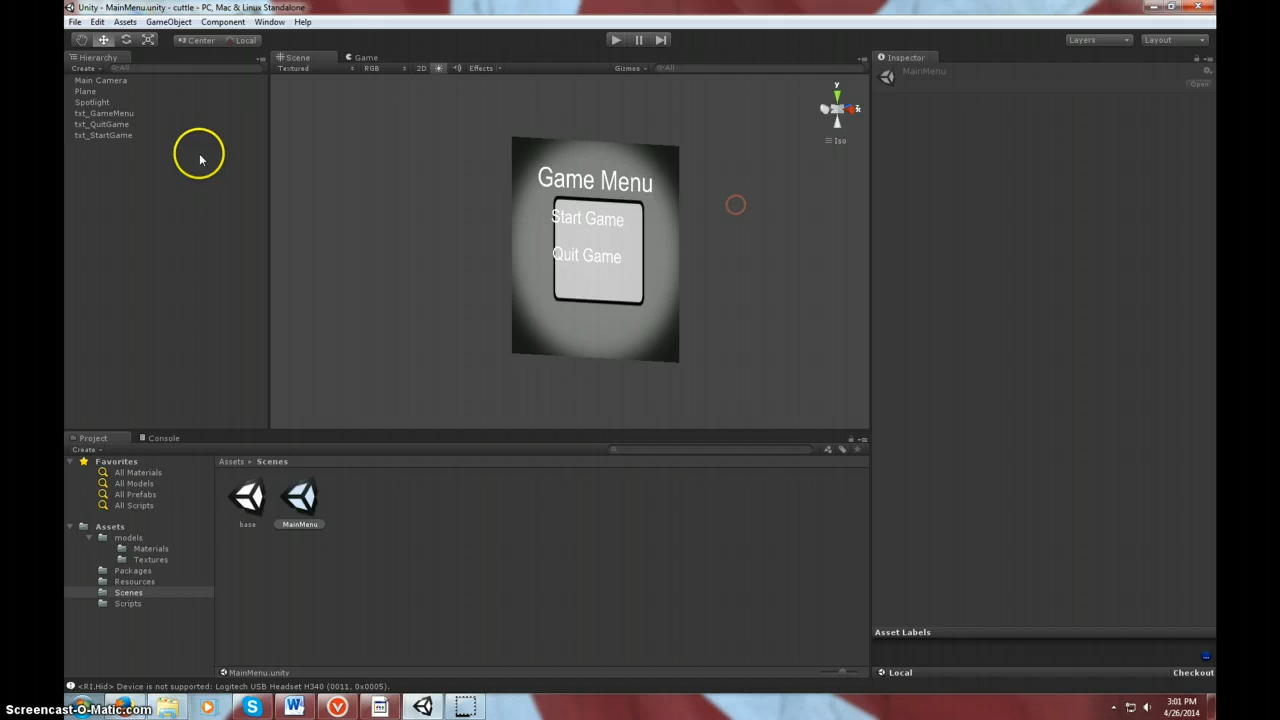 Unity - MainMenu.unity - cuttle - PC, Mac & Linux Standalone
File Edit Assets GameObject Component Window Help
Center Local
Layers Layout
Hierarchy
Create All
Main Camera
Plane
Spotlight
txt_GameMenu
txt_QuitGame
txt_StartGame
Scene Game
Textured RGB 2D Effects Gizmos All
y
x
Iso
Game Menu
Start Game
Quit Game
Inspector
MainMenu
Open
Project Console
Create
Favorites
All Materials
All Models
All Prefabs
All Scripts
Assets
models
Materials
Textures
Packages
Resources
Scenes
Scripts
Assets Scenes
base MainMenu
MainMenu.unity
Asset Labels
Local Checkout
<RI.Hid> Device is not supported: Logitech USB Headset H340 (0011, 0x0005).
Screencast-O-Matic.com
3:01 PM
4/26/2014